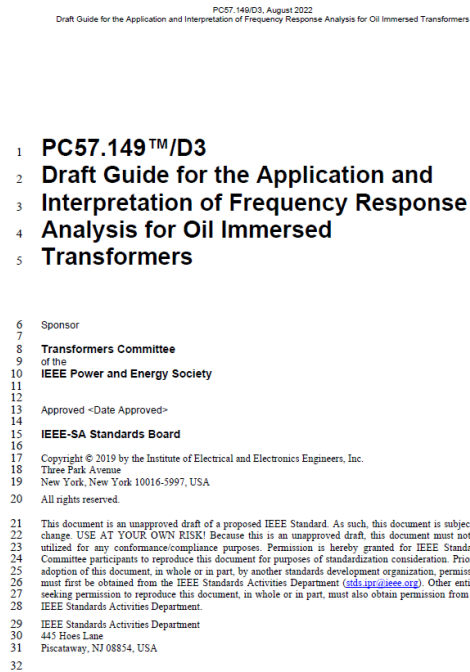 PC57.149/D3, August 2022
Draft Guide for the Application and Interpretation of Frequency Response Analysis for Oil Immersed Transformers
1 PC57.149™/D3
2 Draft Guide for the Application and
3 Interpretation of Frequency Response
4 Analysis for Oil Immersed
5 Transformers
6 Sponsor
7
8 Transformers Committee
9 of the
10 IEEE Power and Energy Society
11
12
13 Approved <Date Approved>
14
15 IEEE-SA Standards Board
16
17 Copyright © 2019 by the Institute of Electrical and Electronics Engineers, Inc.
18 Three Park Avenue
19 New York, New York 10016-5997, USA
20 All rights reserved.
21 This document is an unapproved draft of a proposed IEEE Standard. As such, this document is subjec
22 change. USE AT YOUR OWN RISK! Because this is an unapproved draft, this document must not
23 utilized for any conformance/compliance purposes. Permission is hereby granted for IEEE Standa
24 Committee participants to reproduce this document for purposes of standardization consideration. Prio
25 adoption of this document, in whole or in part, by another standards development organization, permiss
26 must first be obtained from the IEEE Standards Activities Department (stds.ipr@ieee.org). Other enti
27 seeking permission to reproduce this document, in whole or in part, must also obtain permission from
28 IEEE Standards Activities Department.
29 IEEE Standards Activities Department
30 445 Hoes Lane
31 Piscataway, NJ 08854, USA
32